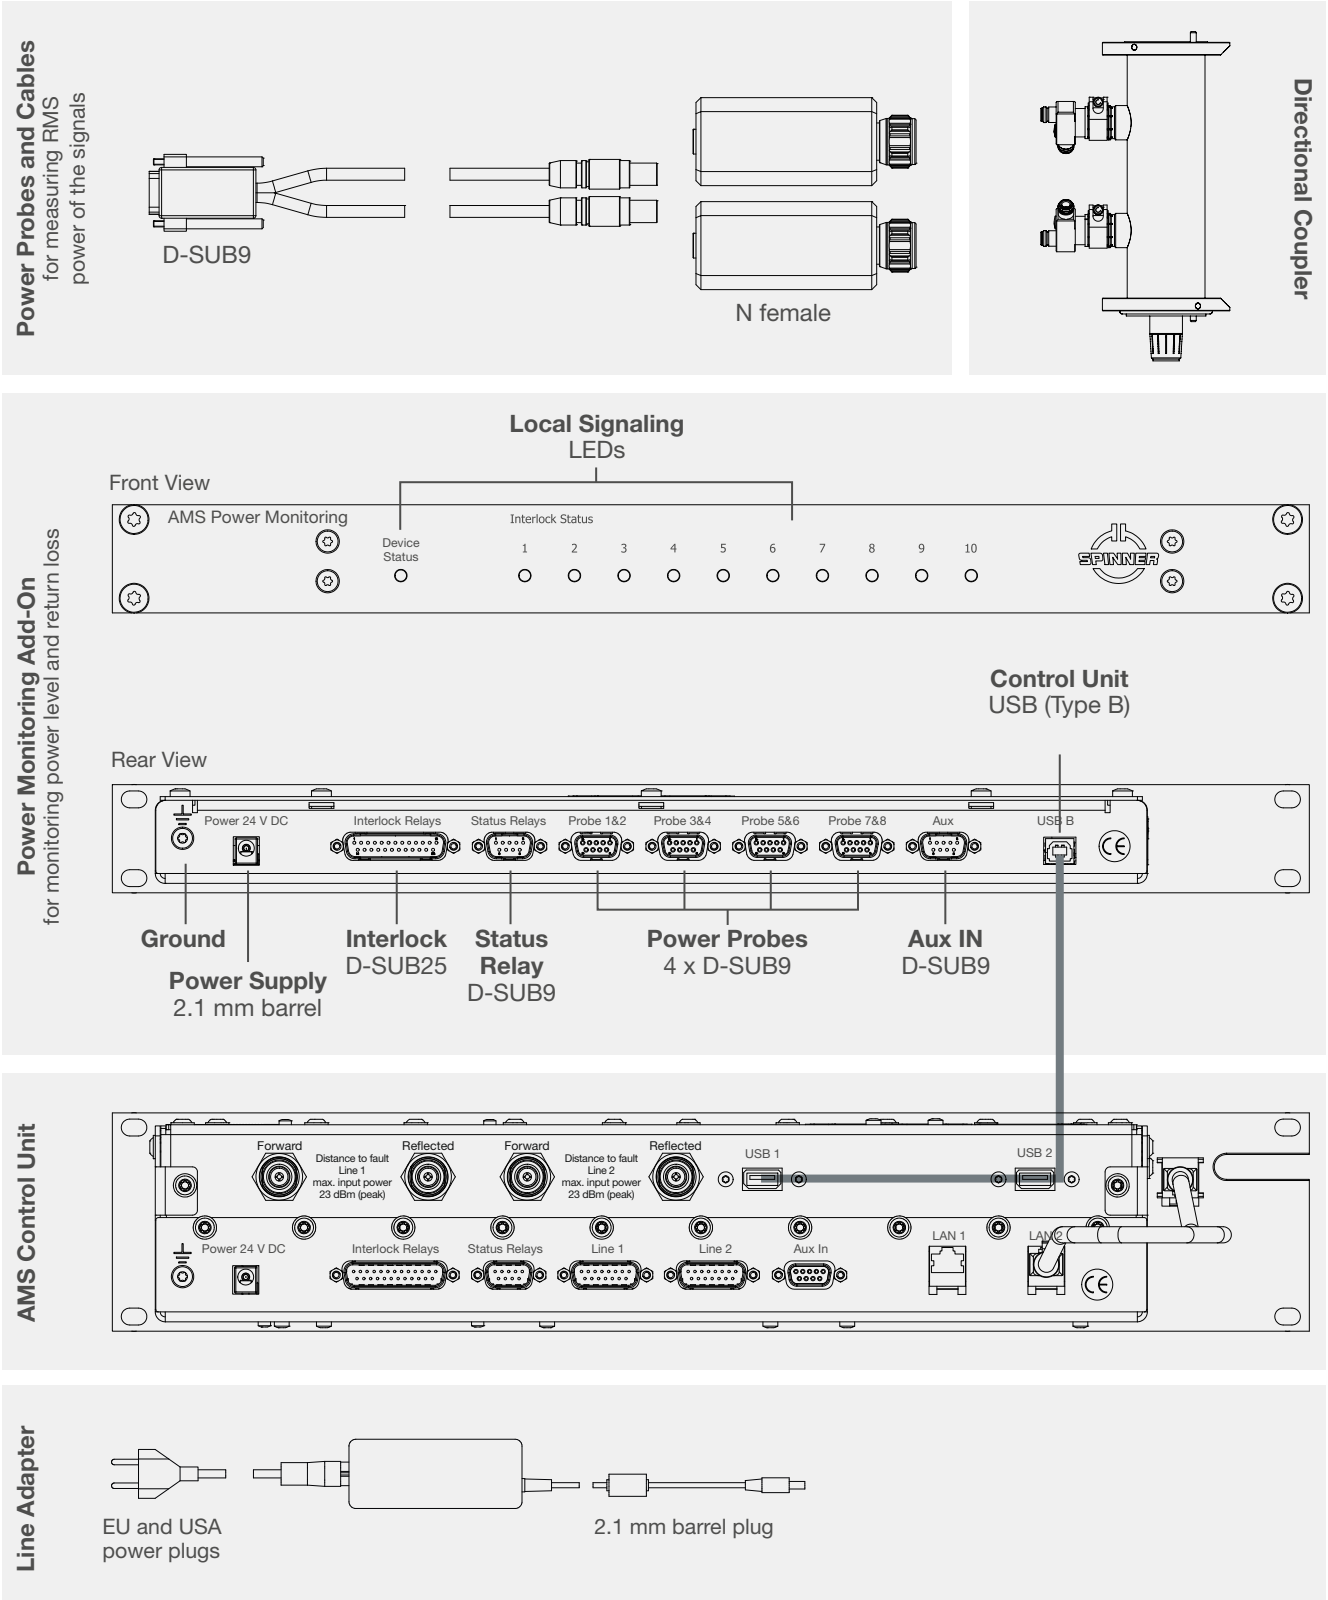 Power Probes and Cables
for measuring RMS
power of the signals
D-SUB9
N female
Directional Coupler
Power Monitoring Add-On
for monitoring power level and return loss
Local Signaling
LEDs
Front View
AMS Power Monitoring
Device
Status
Interlock Status
1 2 3 4 5 6 7 8 9 10
SPINNER
Control Unit
USB (Type B)
Rear View
Power 24 V DC
Interlock Relays
Status Relays
Probe 1&2
Probe 3&4
Probe 5&6
Probe 7&8
Aux
USB B
CE
Ground
Power Supply
2.1 mm barrel
Interlock
D-SUB25
Status
Relay
D-SUB9
Power Probes
4 x D-SUB9
Aux IN
D-SUB9
AMS Control Unit
Forward
Distance to fault
Line 1
max. input power
23 dBm (peak)
Reflected
Forward
Distance to fault
Line 2
max. input power
23 dBm (peak)
Reflected
USB 1
USB 2
Power 24 V DC
Interlock Relays
Status Relays
Line 1
Line 2
Aux In
LAN 1
LAN 2
CE
Line Adapter
EU and USA
power plugs
2.1 mm barrel plug